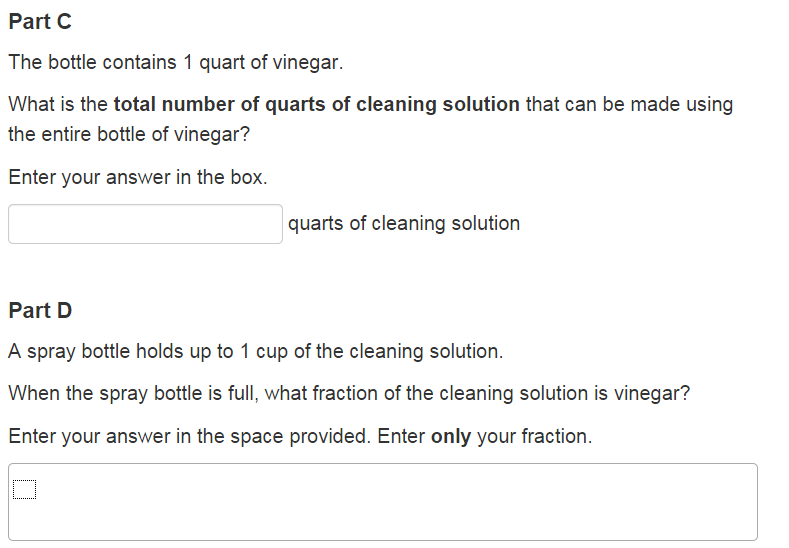 Part C
The bottle contains 1 quart of vinegar.
What is the total number of quarts of cleaning solution that can be made using
the entire bottle of vinegar?
Enter your answer in the box.
quarts of cleaning solution
Part D
A spray bottle holds up to 1 cup of the cleaning solution.
When the spray bottle is full, what fraction of the cleaning solution is vinegar?
Enter your answer in the space provided. Enter only your fraction.